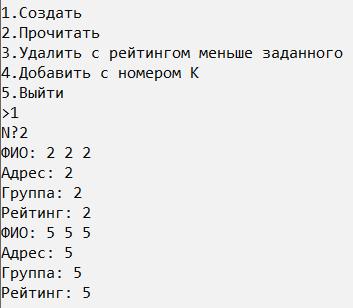 1.Создать
2.Прочитать
3.Удалить с рейтингом меньше заданного
4.Добавить с номером K
5.Выйти
>1
N?2
ФИО: 2 2 2
Адрес: 2
Группа: 2
Рейтинг: 2
ФИО: 5 5 5
Адрес: 5
Группа: 5
Рейтинг: 5